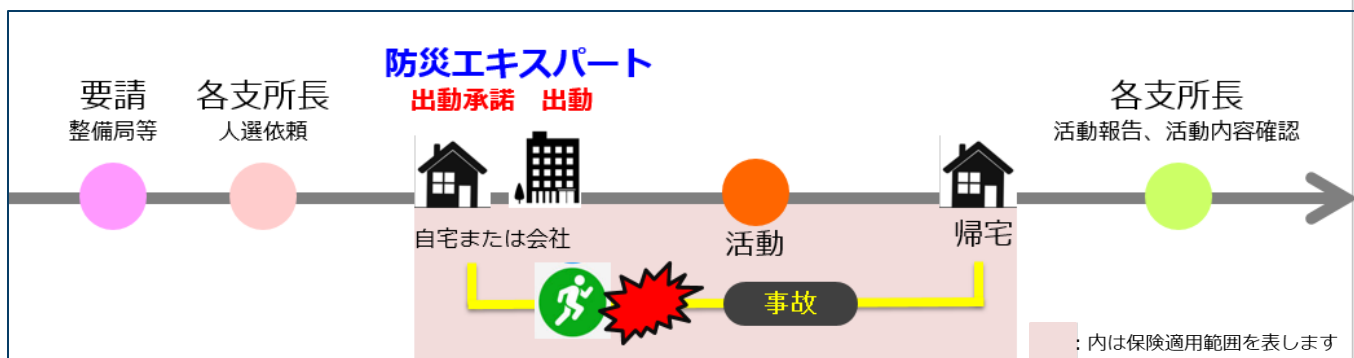 防災エキスパート
出動承諾 出動
要請
整備局等
各支所長
人選依頼
各支所長
活動報告、活動内容確認
自宅または会社
活動
帰宅
事故
: 内は保険適用範囲を表します